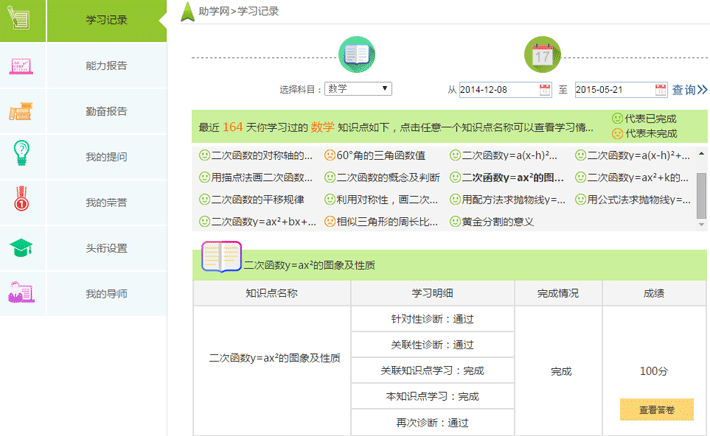 助学网>学习记录
学习记录
能力报告
勤奋报告
我的提问
我的荣誉
头衔设置
我的导师
17
选择科目： 数学 从 2014-12-08 至 2015-05-21 查询
最近 164 天你学习过的 数学 知识点如下，点击任意一个知识点名称可以查看学习情...
代表已完成
代表未完成
二次函数的对称轴的... 60°角的三角函数值 二次函数y=a(x-h)²... 二次函数y=a(x-h)²+...
用描点法画二次函数... 二次函数的概念及判断 二次函数y=ax²的图... 二次函数y=ax²+k的...
二次函数的平移规律 利用对称性，画二次... 用配方法求抛物线y=... 用公式法求抛物线y=...
二次函数y=ax²+bx+... 相似三角形的周长比... 黄金分割的意义
二次函数y=ax²的图象及性质
知识点名称 学习明细 完成情况 成绩
针对性诊断：通过
关联性诊断：通过
二次函数y=ax²的图象及性质 关联知识点学习：完成 完成 100分
本知识点学习：完成
查看答卷
再次诊断：通过